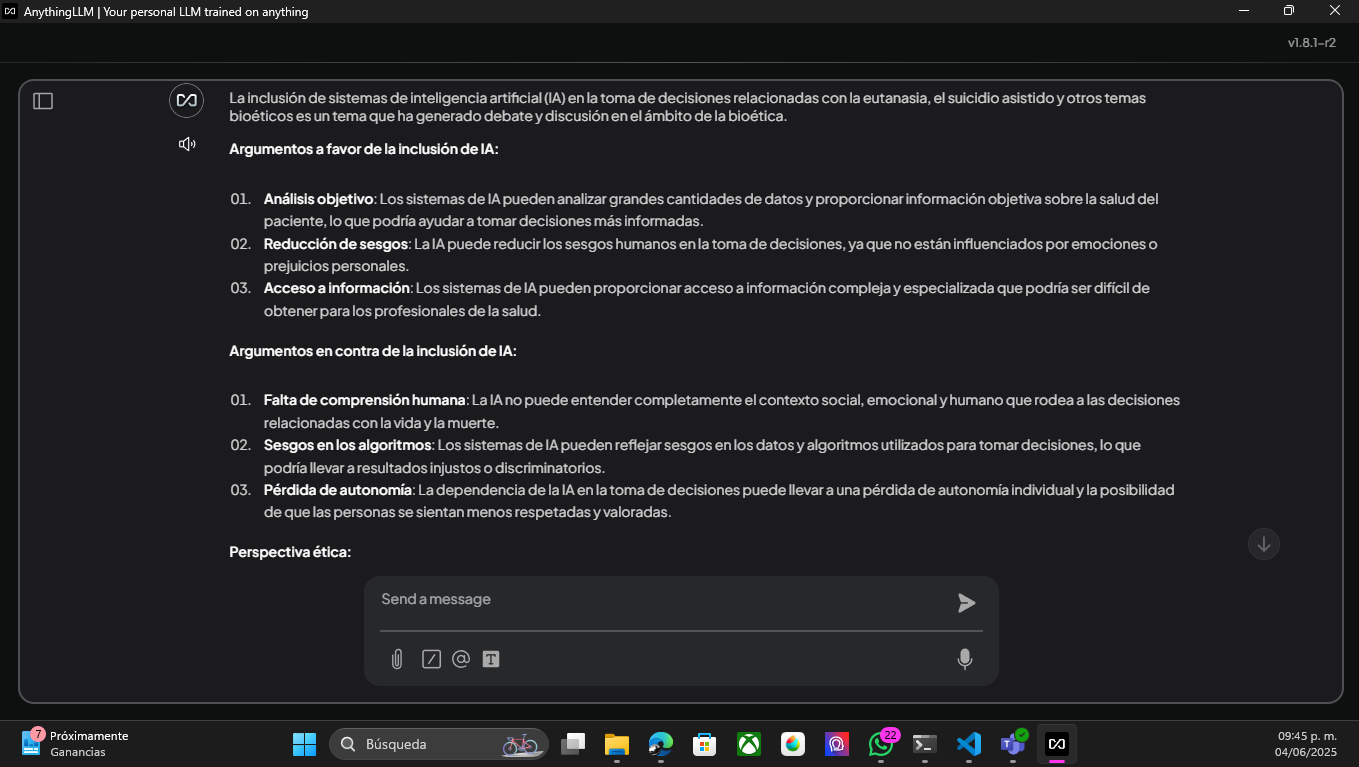 AnythingLLM | Your personal LLM trained on anything
v1.8.1-r2
La inclusión de sistemas de inteligencia artificial (IA) en la toma de decisiones relacionadas con la eutanasia, el suicidio asistido y otros temas
bioéticos es un tema que ha generado debate y discusión en el ámbito de la bioética.
Argumentos a favor de la inclusión de IA:
01. Análisis objetivo: Los sistemas de IA pueden analizar grandes cantidades de datos y proporcionar información objetiva sobre la salud del
paciente, lo que podría ayudar a tomar decisiones más informadas.
02. Reducción de sesgos: La IA puede reducir los sesgos humanos en la toma de decisiones, ya que no están influenciados por emociones o
prejuicios personales.
03. Acceso a información: Los sistemas de IA pueden proporcionar acceso a información compleja y especializada que podría ser difícil de
obtener para los profesionales de la salud.
Argumentos en contra de la inclusión de IA:
01. Falta de comprensión humana: La IA no puede entender completamente el contexto social, emocional y humano que rodea a las decisiones
relacionadas con la vida y la muerte.
02. Sesgos en los algoritmos: Los sistemas de IA pueden reflejar sesgos en los datos y algoritmos utilizados para tomar decisiones, lo que
podría llevar a resultados injustos o discriminatorios.
03. Pérdida de autonomía: La dependencia de la IA en la toma de decisiones puede llevar a una pérdida de autonomía individual y la posibilidad
de que las personas se sientan menos respetadas y valoradas.
Perspectiva ética:
Send a message
7
Próximamente
Ganancias
Búsqueda
22
09:45 p. m.
04/06/2025